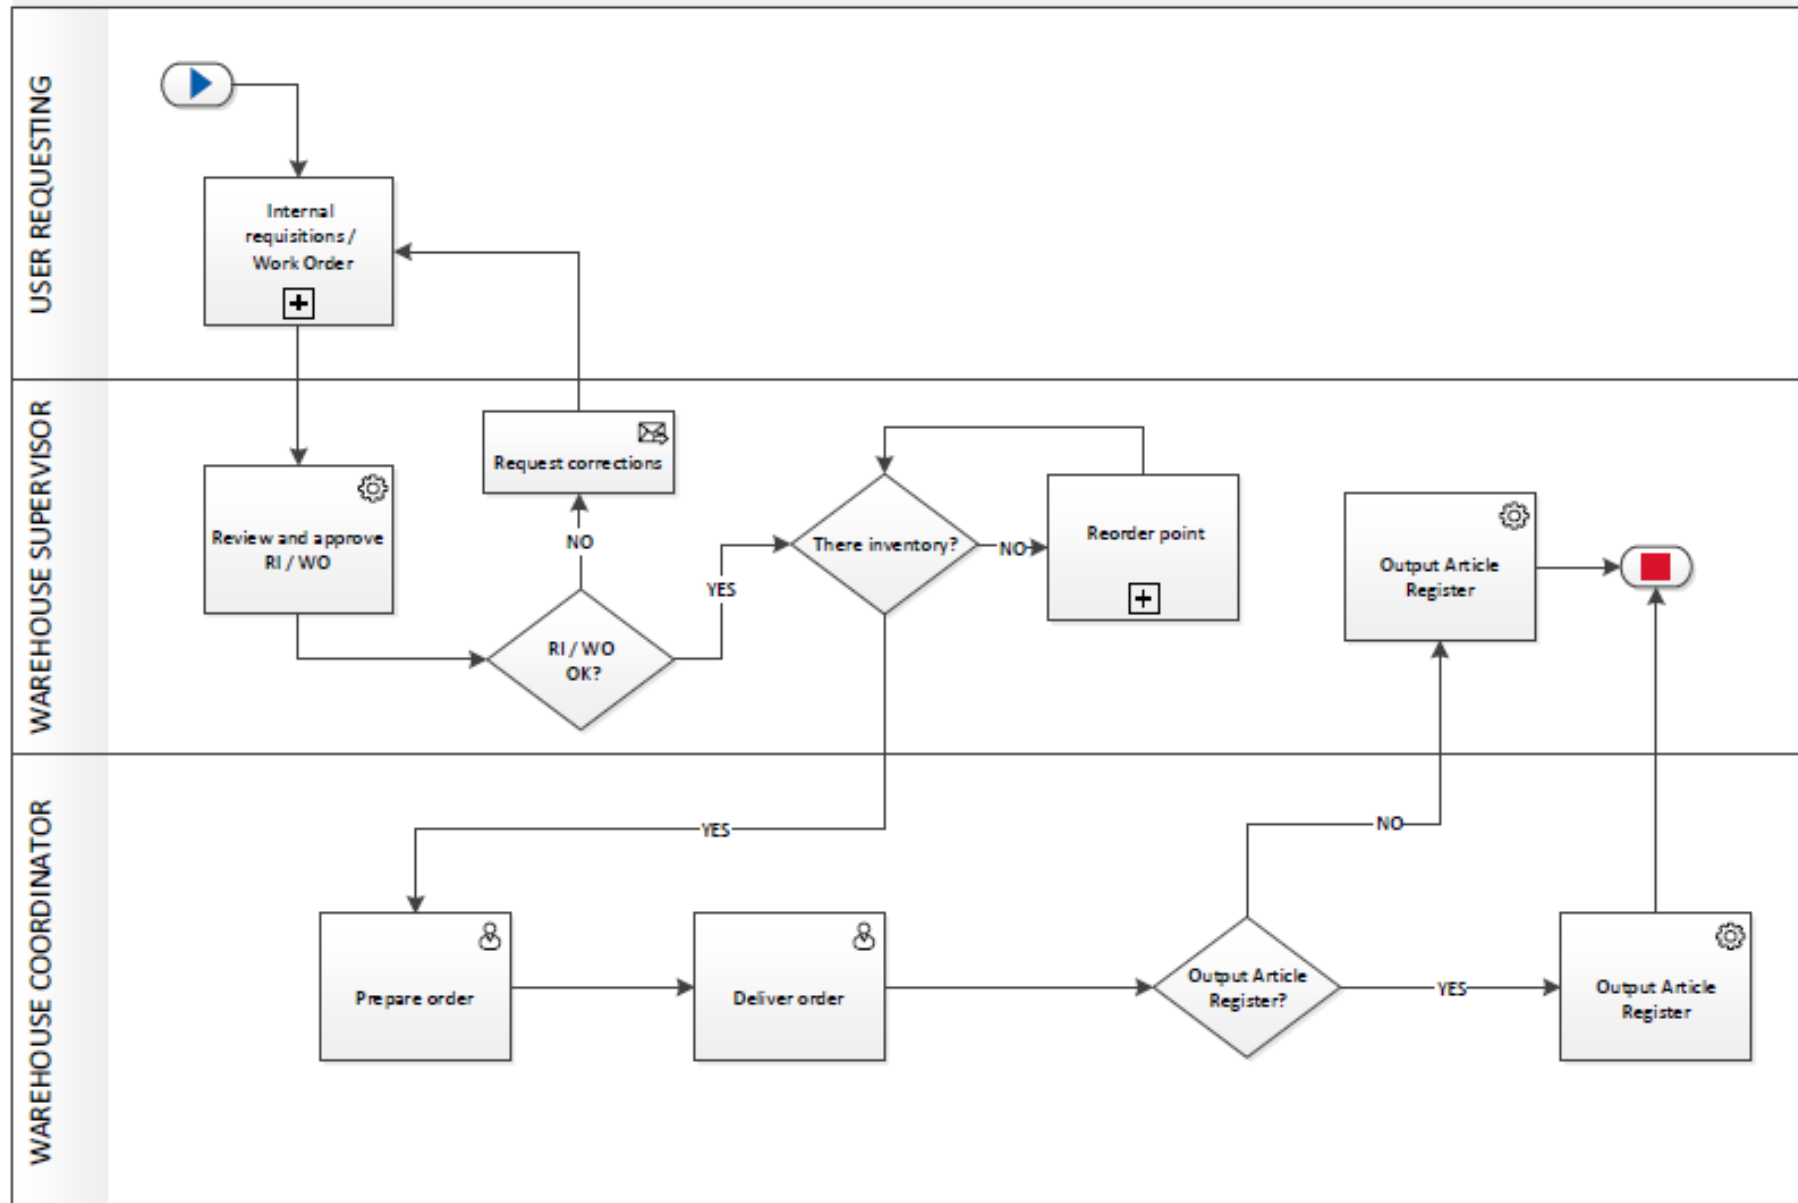 USER REQUESTING
Internal
requisitions /
Work Order
WAREHOUSE SUPERVISOR
Request corrections
Review and approve
RI / WO
NO
RI / WO
OK?
YES
There inventory?
NO
Reorder point
Output Article
Register
WAREHOUSE COORDINATOR
YES
NO
Prepare order
Deliver order
Output Article
Register?
YES
Output Article
Register